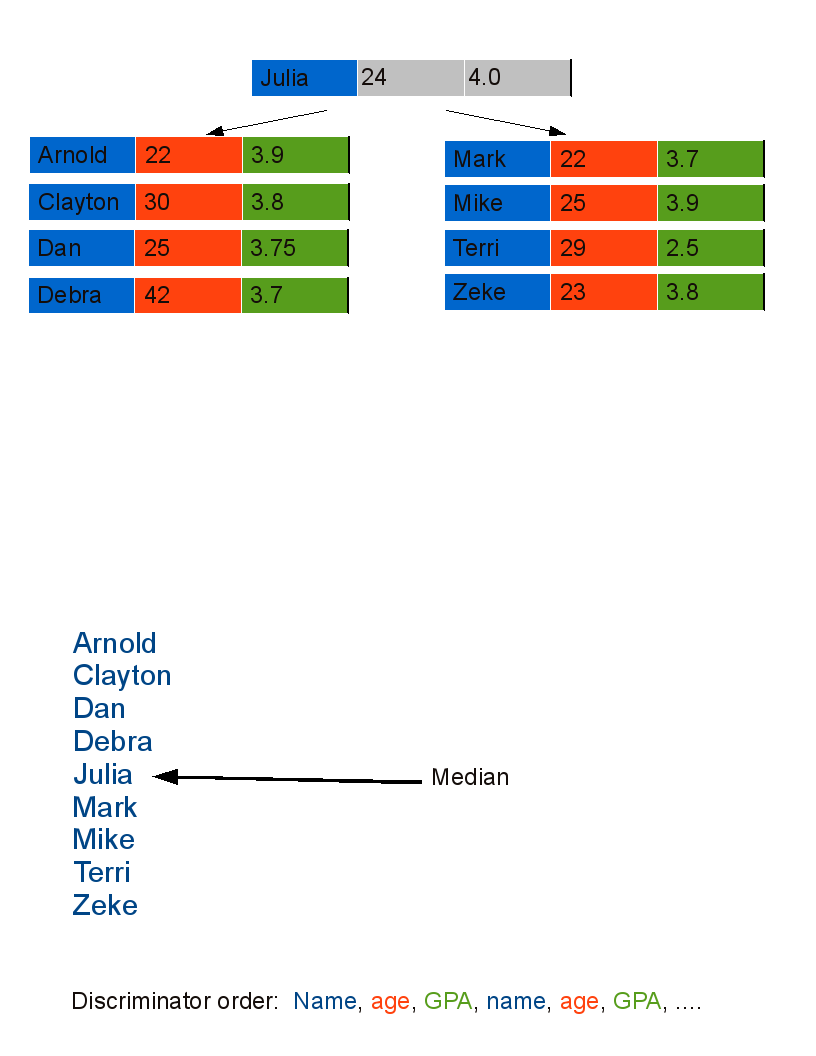 Julia 24 4.0
Arnold 22 3.9
Clayton 30 3.8
Dan 25 3.75
Debra 42 3.7
Mark 22 3.7
Mike 25 3.9
Terri 29 2.5
Zeke 23 3.8
Arnold
Clayton
Dan
Debra
Julia
Median
Mark
Mike
Terri
Zeke
Discriminator order: Name, age, GPA, name, age, GPA, ....